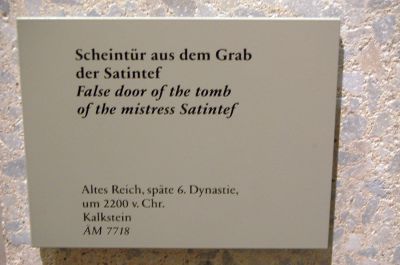 Scheintür aus dem Grab
der Satintef
False door of the tomb
of the mistress Satintef
Altes Reich, späte 6. Dynastie,
um 2200 v. Chr.
Kalkstein
ÄM 7718